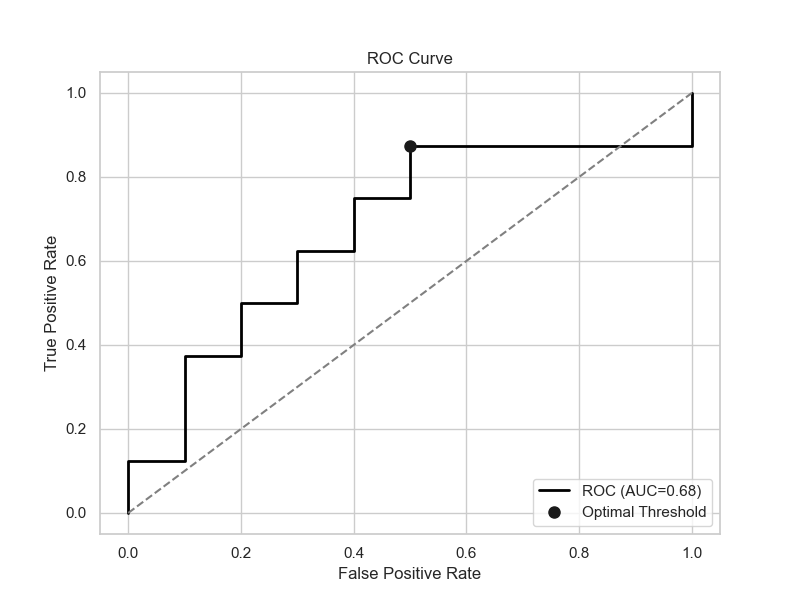 ROC Curve
1.0
0.8
0.6
0.4
0.2
0.0
True Positive Rate
0.0 0.2 0.4 0.6 0.8 1.0
False Positive Rate
ROC (AUC=0.68)
Optimal Threshold